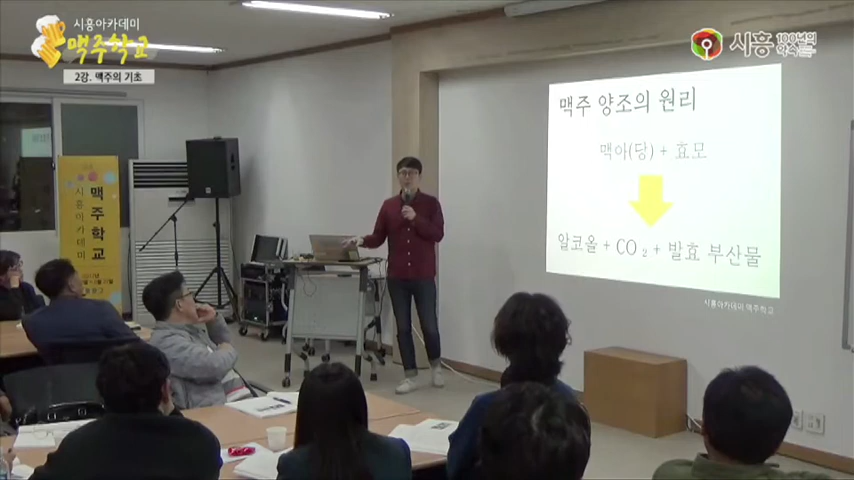 시흥아카데미
맥주학교
2강. 맥주의 기초
시흥 100년의 약속
맥주 양조의 원리
맥아(당) + 효모
알코올 + CO2 + 발효 부산물
시흥아카데미 맥주학교
맥주학교
시흥아카데미